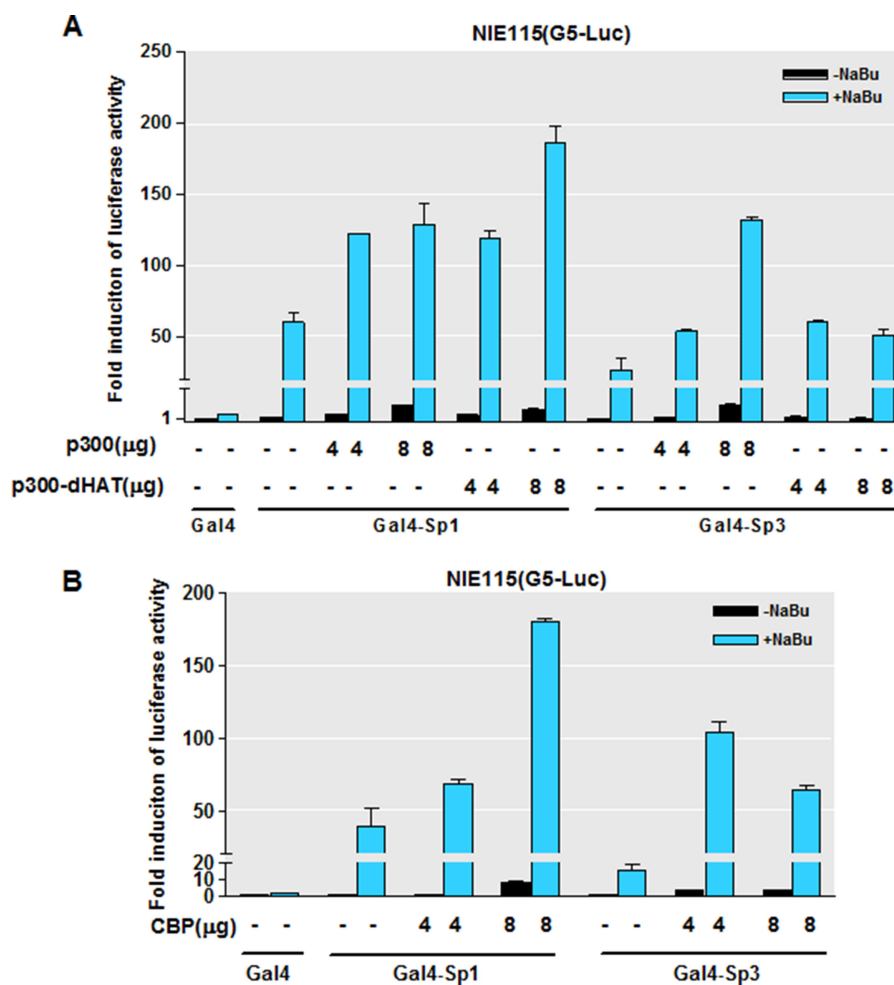 A
NIE115(G5-Luc)
Fold induciton of luciferase activity
250
200
150
100
50
1
-NaBu
+NaBu
p300(μg) - - - - 4 4 8 8 - - - - - - 4 4 8 8 - - - -
p300-dHAT(μg) - - - - - - - - 4 4 8 8 - - - - - - 4 4 8 8
Gal4 Gal4-Sp1 Gal4-Sp3
B
NIE115(G5-Luc)
Fold induciton of luciferase activity
200
150
100
50
20
10
0
-NaBu
+NaBu
CBP(μg) - - - - 4 4 8 8 - - 4 4 8 8
Gal4 Gal4-Sp1 Gal4-Sp3